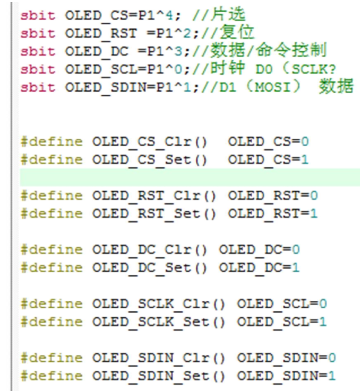 sbit OLED_CS=P1^4; //片选
sbit OLED_RST =P1^2;//复位
sbit OLED_DC =P1^3;//数据/命令控制
sbit OLED_SCL=P1^0;//时钟 D0（SCLK?
sbit OLED_SDIN=P1^1;//D1（MOSI） 数据
#define OLED_CS_Clr()  OLED_CS=0
#define OLED_CS_Set()  OLED_CS=1
#define OLED_RST_Clr() OLED_RST=0
#define OLED_RST_Set() OLED_RST=1
#define OLED_DC_Clr() OLED_DC=0
#define OLED_DC_Set() OLED_DC=1
#define OLED_SCLK_Clr() OLED_SCL=0
#define OLED_SCLK_Set() OLED_SCL=1
#define OLED_SDIN_Clr() OLED_SDIN=0
#define OLED_SDIN_Set() OLED_SDIN=1